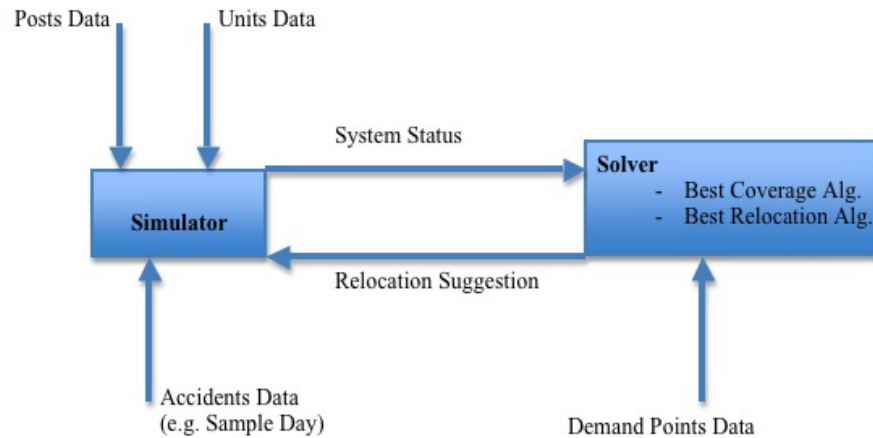 Posts Data
Units Data
System Status
Solver
- Best Coverage Alg.
- Best Relocation Alg.
Simulator
Relocation Suggestion
Accidents Data
(e.g. Sample Day)
Demand Points Data